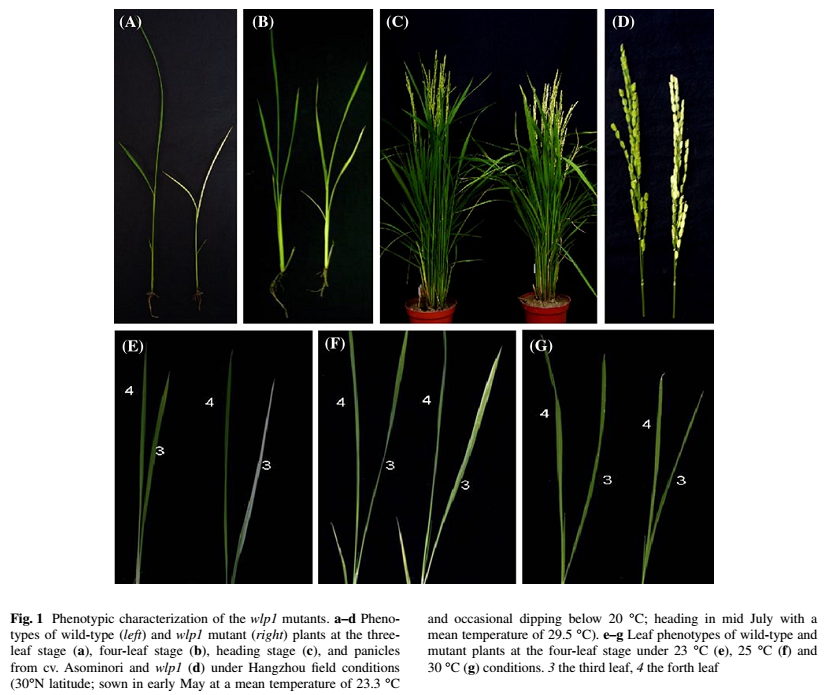 (A) (B) (C) (D)
(E) (F) (G)
4 3 4 3
4 3 4 3
4 3 4 3
Fig. 1 Phenotypic characterization of the wlp1 mutants. a–d Pheno-
types of wild-type (left) and wlp1 mutant (right) plants at the three-
leaf stage (a), four-leaf stage (b), heading stage (c), and panicles
from cv. Asominori and wlp1 (d) under Hangzhou field conditions
(30°N latitude; sown in early May at a mean temperature of 23.3 °C
and occasional dipping below 20 °C; heading in mid July with a
mean temperature of 29.5 °C). e–g Leaf phenotypes of wild-type and
mutant plants at the four-leaf stage under 23 °C (e), 25 °C (f) and
30 °C (g) conditions. 3 the third leaf, 4 the forth leaf